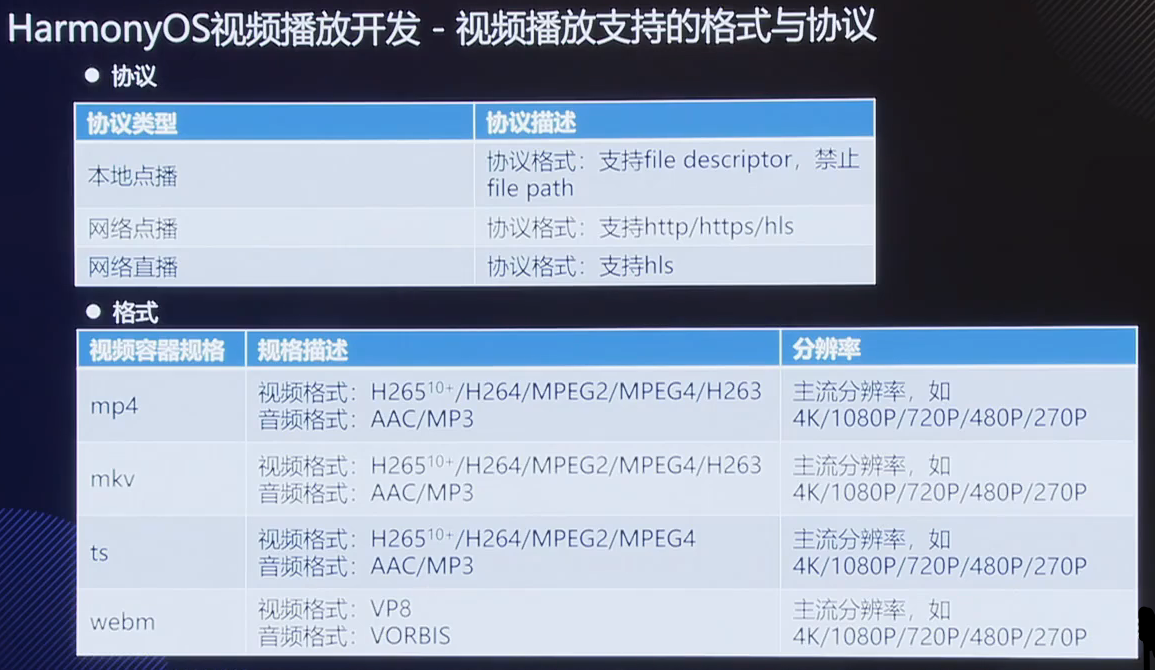 HarmonyOS视频播放开发 - 视频播放支持的格式与协议
● 协议
协议类型 协议描述
本地点播 协议格式：支持file descriptor，禁止
file path
网络点播 协议格式：支持http/https/hls
网络直播 协议格式：支持hls
● 格式
视频容器规格 规格描述 分辨率
mp4 视频格式：H265¹⁰⁺/H264/MPEG2/MPEG4/H263 主流分辨率，如
音频格式：AAC/MP3 4K/1080P/720P/480P/270P
mkv 视频格式：H265¹⁰⁺/H264/MPEG2/MPEG4/H263 主流分辨率，如
音频格式：AAC/MP3 4K/1080P/720P/480P/270P
ts 视频格式：H265¹⁰⁺/H264/MPEG2/MPEG4 主流分辨率，如
音频格式：AAC/MP3 4K/1080P/720P/480P/270P
webm 视频格式：VP8 主流分辨率，如
音频格式：VORBIS 4K/1080P/720P/480P/270P